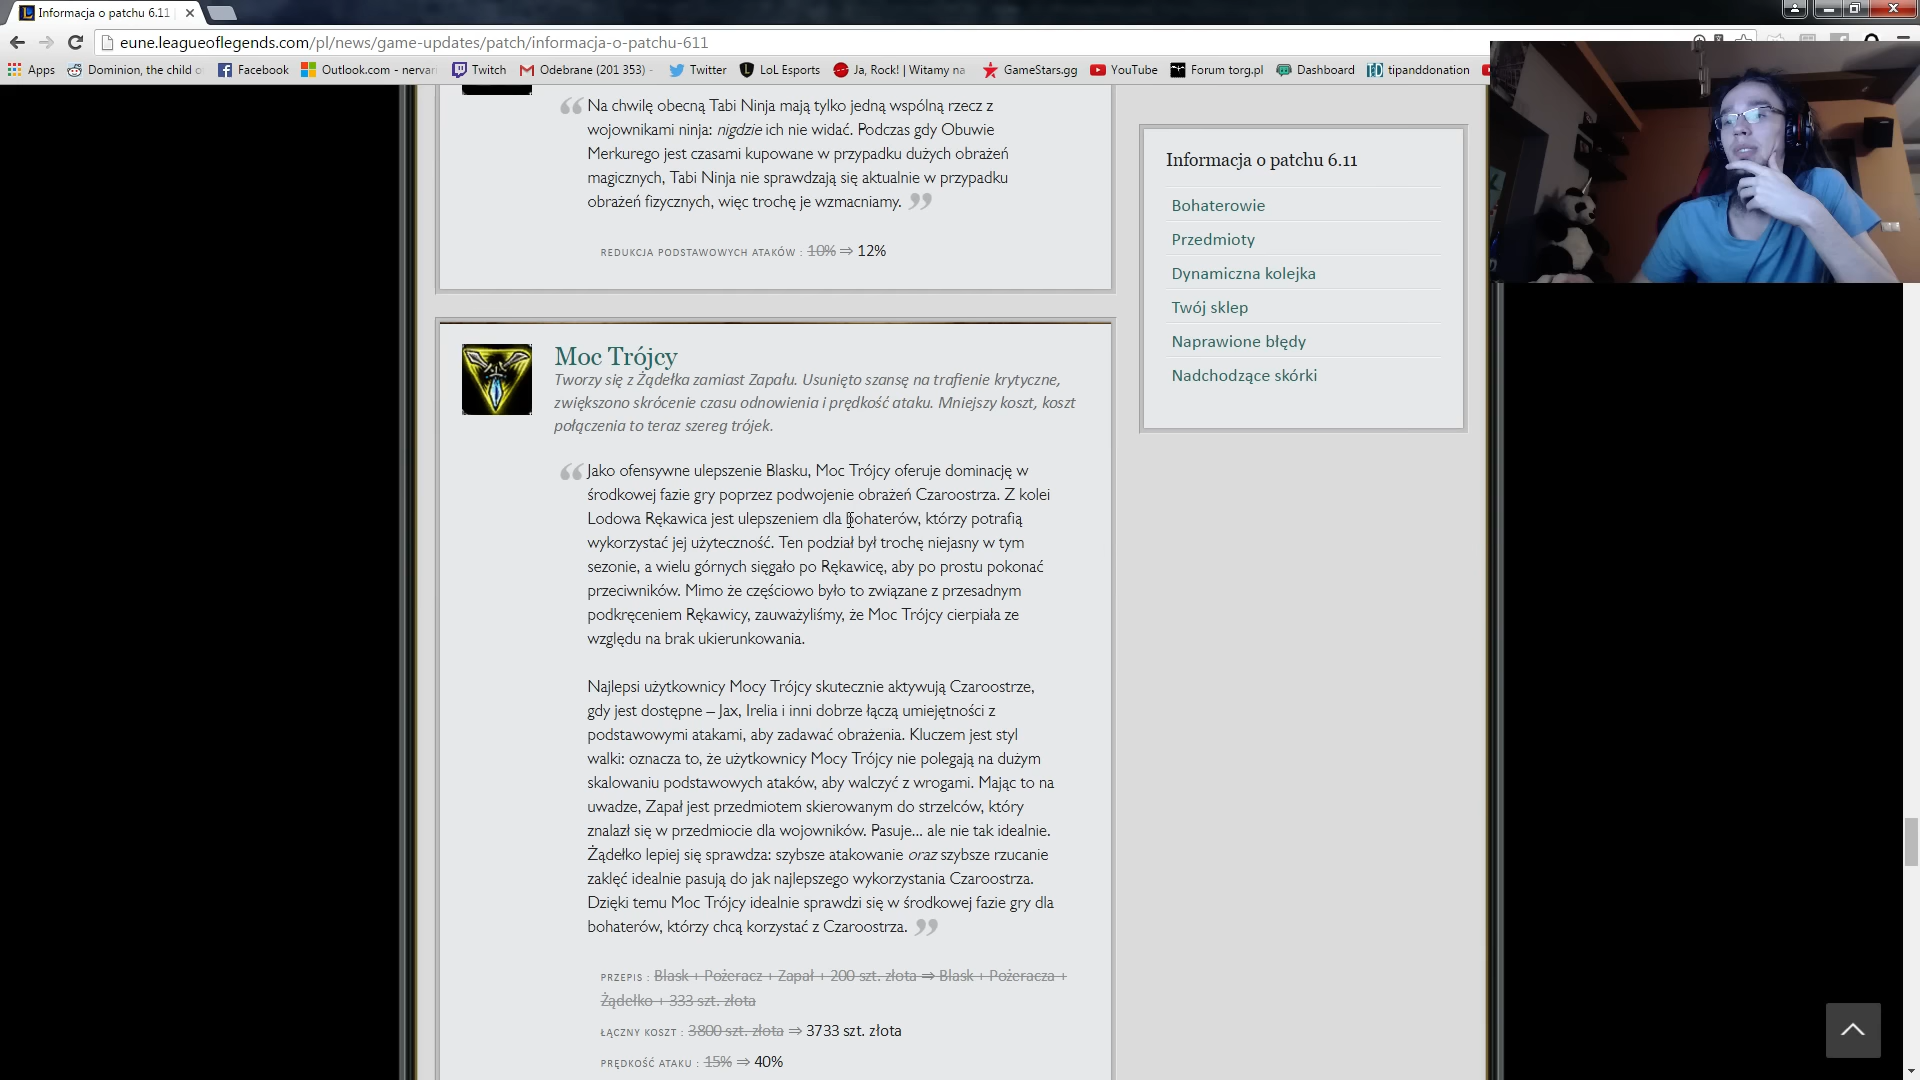 Informacja o patchu 6.11
eune.leagueoflegends.com/pl/news/game-updates/patch/informacja-o-patchu-611
Apps
Dominion, the child o
Facebook
Outlook.com - nervar
Twitch
Odebrane (201 353) -
Twitter
LoL Esports
Ja, Rock! | Witamy na
GameStars.gg
YouTube
Forum torg.pl
Dashboard
tipanddonation
Na chwilę obecną Tabi Ninja mają tylko jedną wspólną rzecz z
wojownikami ninja: nigdzie ich nie widać. Podczas gdy Obuwie
Merkurego jest czasami kupowane w przypadku dużych obrażeń
magicznych, Tabi Ninja nie sprawdzają się aktualnie w przypadku
obrażeń fizycznych, więc trochę je wzmacniamy.
REDUKCJA PODSTAWOWYCH ATAKÓW : 10% ⇒ 12%
Moc Trójcy
Tworzy się z Żądełka zamiast Zapału. Usunięto szansę na trafienie krytyczne,
zwiększono skrócenie czasu odnowienia i prędkość ataku. Mniejszy koszt, koszt
połączenia to teraz szereg trójek.
Jako ofensywne ulepszenie Blasku, Moc Trójcy oferuje dominację w
środkowej fazie gry poprzez podwojenie obrażeń Czaroostrza. Z kolei
Lodowa Rękawica jest ulepszeniem dla bohaterów, którzy potrafią
wykorzystać jej użyteczność. Ten podział był trochę niejasny w tym
sezonie, a wielu górnych sięgało po Rękawicę, aby po prostu pokonać
przeciwników. Mimo że częściowo było to związane z przesadnym
podkręceniem Rękawicy, zauważyliśmy, że Moc Trójcy cierpiała ze
względu na brak ukierunkowania.
Najlepsi użytkownicy Mocy Trójcy skutecznie aktywują Czaroostrze,
gdy jest dostępne – Jax, Irelia i inni dobrze łączą umiejętności z
podstawowymi atakami, aby zadawać obrażenia. Kluczem jest styl
walki: oznacza to, że użytkownicy Mocy Trójcy nie polegają na dużym
skalowaniu podstawowych ataków, aby walczyć z wrogami. Mając to na
uwadze, Zapał jest przedmiotem skierowanym do strzelców, który
znalazł się w przedmiocie dla wojowników. Pasuje... ale nie tak idealnie.
Żądełko lepiej się sprawdza: szybsze atakowanie oraz szybsze rzucanie
zaklęć idealnie pasują do jak najlepszego wykorzystania Czaroostrza.
Dzięki temu Moc Trójcy idealnie sprawdzi się w środkowej fazie gry dla
bohaterów, którzy chcą korzystać z Czaroostrza.
PRZEPIS : Blask + Pożeracz + Zapał + 200 szt. złota ⇒ Blask + Pożeracza +
Żądełko + 333 szt. złota
ŁĄCZNY KOSZT : 3800 szt. złota ⇒ 3733 szt. złota
PRĘDKOŚĆ ATAKU : 15% ⇒ 40%
Informacja o patchu 6.11
Bohaterowie
Przedmioty
Dynamiczna kolejka
Twój sklep
Naprawione błędy
Nadchodzące skórki